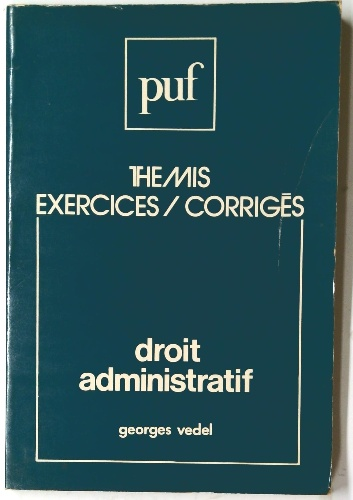 puf
THEMIS
EXERCICES / CORRIGÉS
droit
administratif
georges vedel